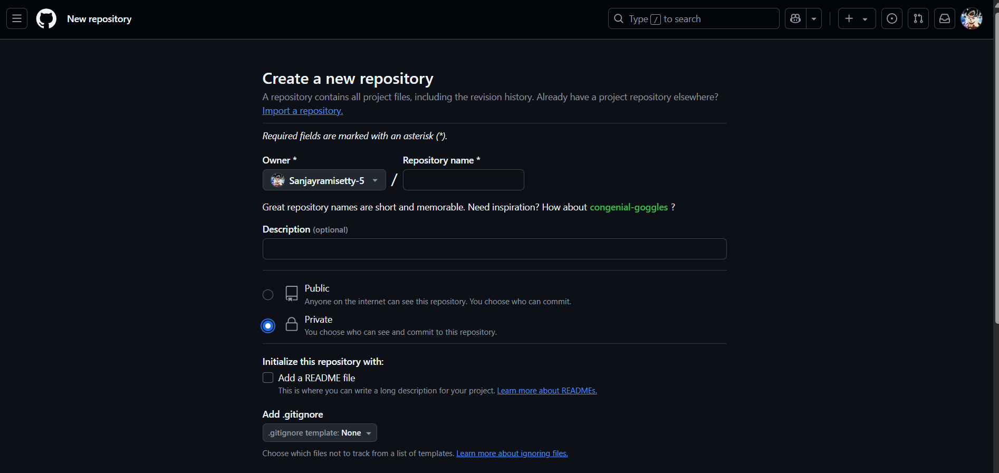 New repository
Type / to search
Create a new repository
A repository contains all project files, including the revision history. Already have a project repository elsewhere?
Import a repository.
Required fields are marked with an asterisk (*).
Owner *
Repository name *
Sanjayramisetty-5
/
Great repository names are short and memorable. Need inspiration? How about congenial-goggles ?
Description (optional)
Public
Anyone on the internet can see this repository. You choose who can commit.
Private
You choose who can see and commit to this repository.
Initialize this repository with:
Add a README file
This is where you can write a long description for your project. Learn more about READMEs.
Add .gitignore
.gitignore template: None
Choose which files not to track from a list of templates. Learn more about ignoring files.